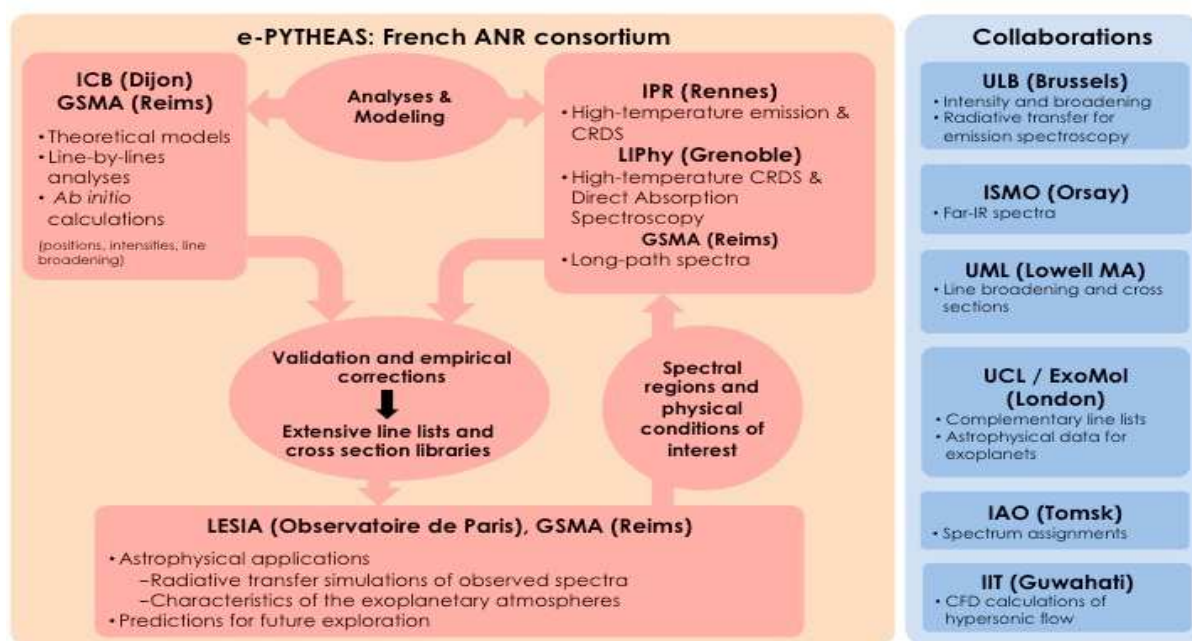 e-PYTHEAS: French ANR consortium
ICB (Dijon)
GSMA (Reims)
• Theoretical models
• Line-by-lines
analyses
• Ab initio
calculations
(positions, intensities, line
broadening)
Analyses &
Modeling
IPR (Rennes)
• High-temperature emission &
CRDS
LIPhy (Grenoble)
• High-temperature CRDS &
Direct Absorption
Spectroscopy
GSMA (Reims)
• Long-path spectra
Validation and empirical
corrections
Extensive line lists and
cross section libraries
Spectral
regions and
physical
conditions of
interest
LESIA (Observatoire de Paris), GSMA (Reims)
• Astrophysical applications
–Radiative transfer simulations of observed spectra
–Characteristics of the exoplanetary atmospheres
• Predictions for future exploration
Collaborations
ULB (Brussels)
• Intensity and broadening
• Radiative transfer for
emission spectroscopy
ISMO (Orsay)
• Far-IR spectra
UML (Lowell MA)
• Line broadening and cross
sections
UCL / ExoMol
(London)
• Complementary line lists
• Astrophysical data for
exoplanets
IAO (Tomsk)
• Spectrum assignments
IIT (Guwahati)
• CFD calculations of
hypersonic flow